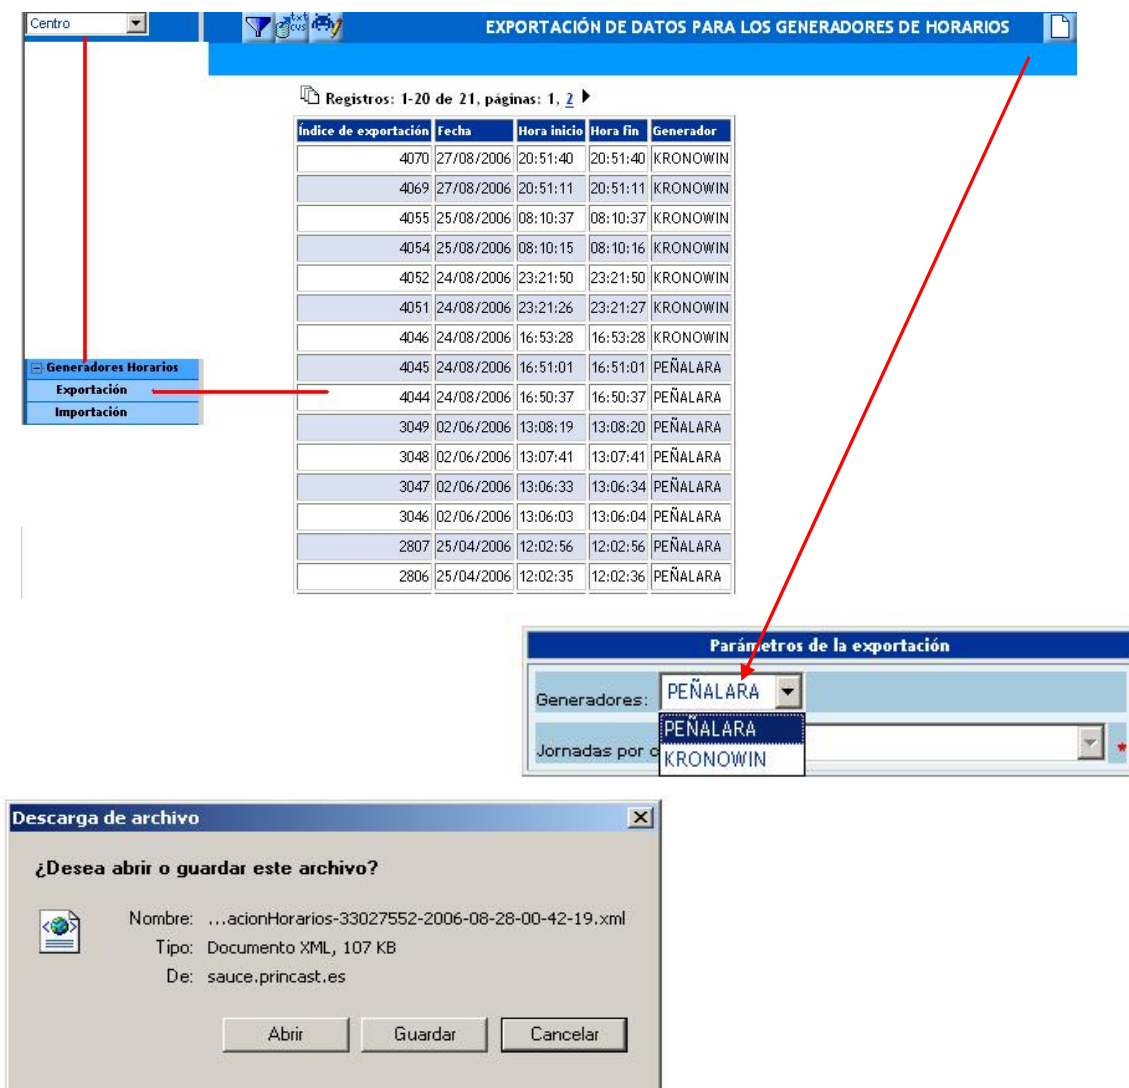 Centro
txt
cvs
EXPORTACIÓN DE DATOS PARA LOS GENERADORES DE HORARIOS
Registros: 1-20 de 21, páginas: 1, 2
Índice de exportación Fecha Hora inicio Hora fin Generador
4070 27/08/2006 20:51:40 20:51:40 KRONOWIN
4069 27/08/2006 20:51:11 20:51:11 KRONOWIN
4055 25/08/2006 08:10:37 08:10:37 KRONOWIN
4054 25/08/2006 08:10:15 08:10:16 KRONOWIN
4052 24/08/2006 23:21:50 23:21:50 KRONOWIN
4051 24/08/2006 23:21:26 23:21:27 KRONOWIN
4046 24/08/2006 16:53:28 16:53:28 KRONOWIN
4045 24/08/2006 16:51:01 16:51:01 PEÑALARA
4044 24/08/2006 16:50:37 16:50:37 PEÑALARA
3049 02/06/2006 13:08:19 13:08:20 PEÑALARA
3048 02/06/2006 13:07:41 13:07:41 PEÑALARA
3047 02/06/2006 13:06:33 13:06:34 PEÑALARA
3046 02/06/2006 13:06:03 13:06:04 PEÑALARA
2807 25/04/2006 12:02:56 12:02:56 PEÑALARA
2806 25/04/2006 12:02:35 12:02:36 PEÑALARA
Generadores Horarios
Exportación
Importación
Parámetros de la exportación
Generadores: PEÑALARA
PEÑALARA
KRONOWIN
Jornadas por c *
Descarga de archivo
¿Desea abrir o guardar este archivo?
Nombre: ...acionHorarios-33027552-2006-08-28-00-42-19.xml
Tipo: Documento XML, 107 KB
De: sauce.princast.es
Abrir Guardar Cancelar